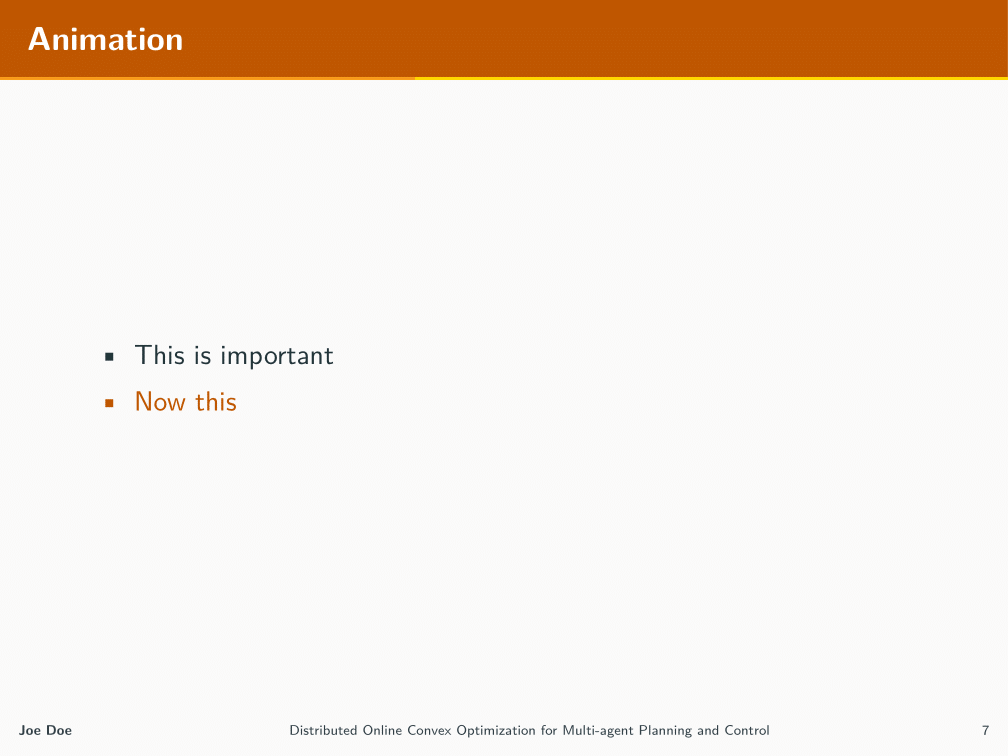 Animation
This is important
Now this
Joe Doe Distributed Online Convex Optimization for Multi-agent Planning and Control 7